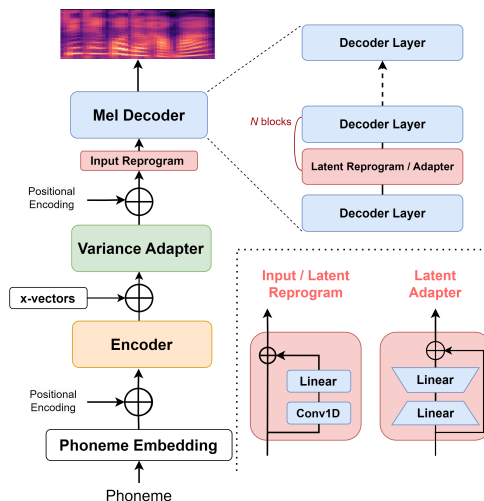 Mel Decoder
Input Reprogram
Positional
Encoding
Variance Adapter
x-vectors
Encoder
Positional
Encoding
Phoneme Embedding
Phoneme
Decoder Layer
N blocks
Decoder Layer
Latent Reprogram / Adapter
Decoder Layer
Input / Latent
Reprogram
Linear
Conv1D
Latent
Adapter
Linear
Linear